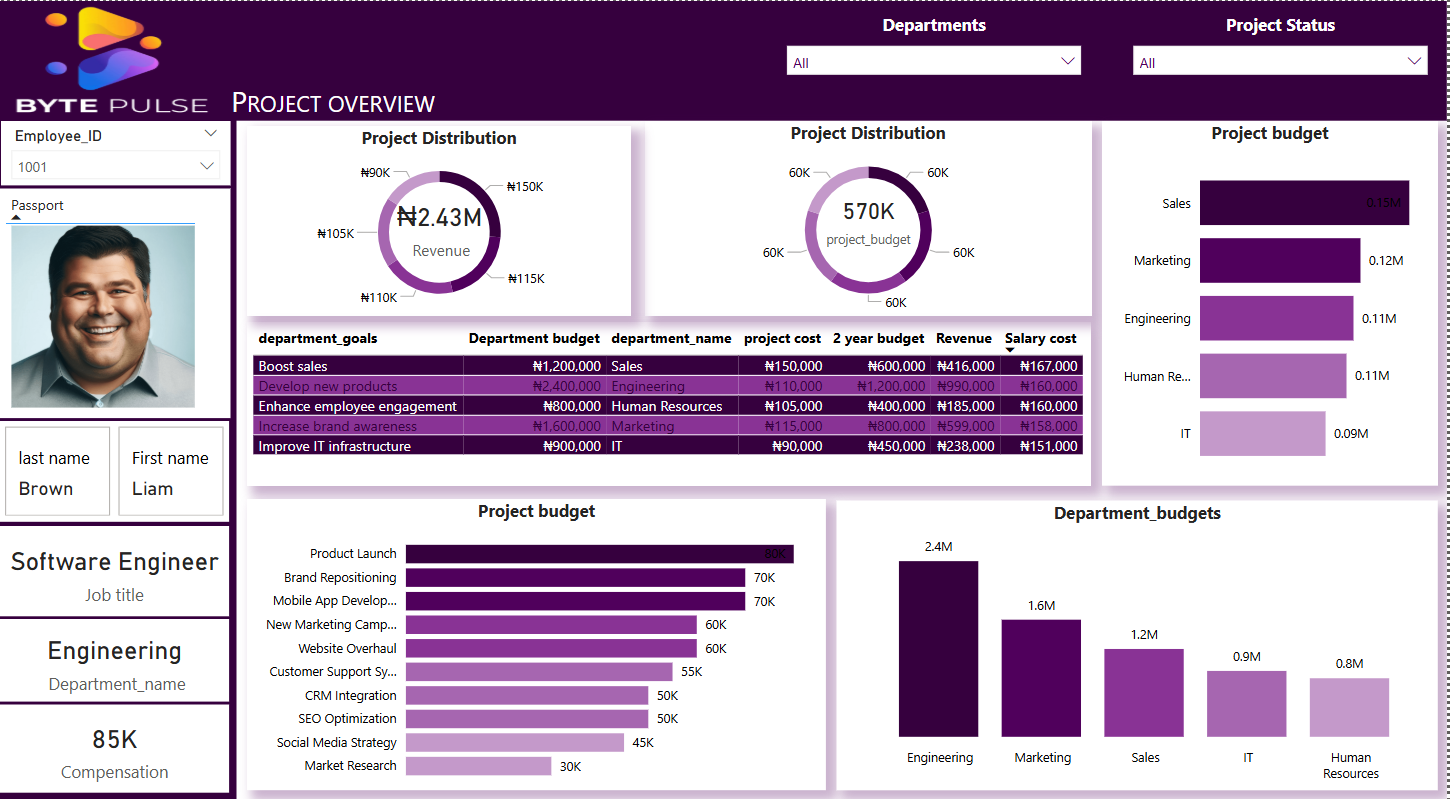 BYTE PULSE
PROJECT OVERVIEW
Departments
All
Project Status
All
Employee_ID
1001
Passport
last name
Brown
First name
Liam
Software Engineer
Job title
Engineering
Department_name
85K
Compensation
Project Distribution
₦90K
₦150K
₦2.43M
Revenue
₦105K
₦115K
₦110K
Project Distribution
60K
60K
570K
project_budget
60K
60K
60K
Project budget
Sales 0.15M
Marketing 0.12M
Engineering 0.11M
Human Re... 0.11M
IT 0.09M
department_goals Department budget department_name project cost 2 year budget Revenue Salary cost
Boost sales ₦1,200,000 Sales ₦150,000 ₦600,000 ₦416,000 ₦167,000
Develop new products ₦2,400,000 Engineering ₦110,000 ₦1,200,000 ₦990,000 ₦160,000
Enhance employee engagement ₦800,000 Human Resources ₦105,000 ₦400,000 ₦185,000 ₦160,000
Increase brand awareness ₦1,600,000 Marketing ₦115,000 ₦800,000 ₦599,000 ₦158,000
Improve IT infrastructure ₦900,000 IT ₦90,000 ₦450,000 ₦238,000 ₦151,000
Project budget
Product Launch 80K
Brand Repositioning 70K
Mobile App Develop... 70K
New Marketing Camp... 60K
Website Overhaul 60K
Customer Support Sy... 55K
CRM Integration 50K
SEO Optimization 50K
Social Media Strategy 45K
Market Research 30K
Department_budgets
2.4M
1.6M
1.2M
0.9M
0.8M
Engineering
Marketing
Sales
IT
Human
Resources